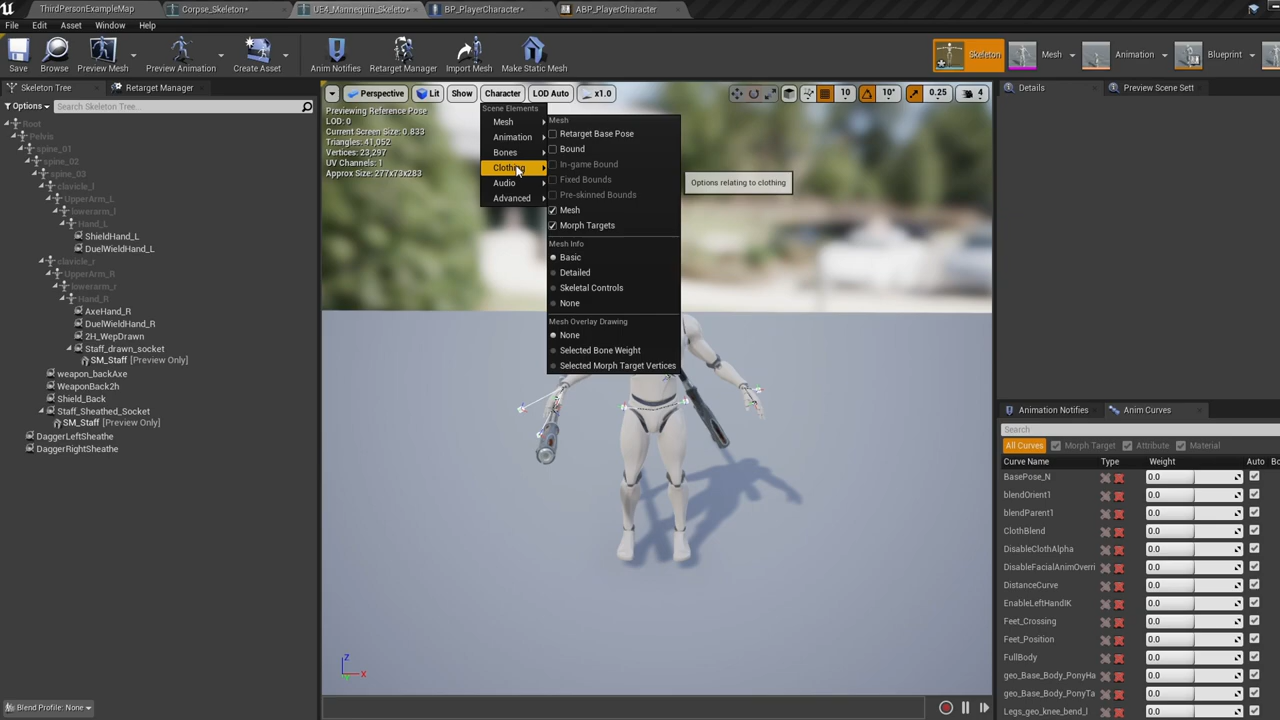 ThirdPersonExampleMap
Corpse_Skeleton*
UE4_Mannequin_Skeleto*
BP_PlayerCharacter*
ABP_PlayerCharacter
File Edit Asset Window Help
Save
Browse
Preview Mesh
Preview Animation
Create Asset
Anim Notifies
Retarget Manager
Import Mesh
Make Static Mesh
Skeleton
Mesh
Animation
Blueprint
Skeleton Tree
Retarget Manager
Options
Search Skeleton Tree...
Root
Pelvis
spine_01
spine_02
spine_03
clavicle_l
UpperArm_L
lowerarm_l
Hand_L
ShieldHand_L
DuelWieldHand_L
clavicle_r
UpperArm_R
lowerarm_r
Hand_R
AxeHand_R
DuelWieldHand_R
2H_WepDrawn
Staff_drawn_socket
SM_Staff [Preview Only]
weapon_backAxe
WeaponBack2h
Shield_Back
Staff_Sheathed_Socket
SM_Staff [Preview Only]
DaggerLeftSheathe
DaggerRightSheathe
Blend Profile: None
Perspective
Lit
Show
Character
LOD Auto
x1.0
10
10°
0.25
4
Previewing Reference Pose
LOD: 0
Current Screen Size: 0.833
Triangles: 41,052
Vertices: 23,297
UV Channels: 1
Approx Size: 277x73x283
Scene Elements
Mesh
Animation
Bones
Clothing
Audio
Advanced
Mesh
Retarget Base Pose
Bound
In-game Bound
Fixed Bounds
Pre-skinned Bounds
Mesh
Morph Targets
Mesh Info
Basic
Detailed
Skeletal Controls
None
Mesh Overlay Drawing
None
Selected Bone Weight
Selected Morph Target Vertices
Options relating to clothing
Z
X
Details
Preview Scene Sett
Animation Notifies
Anim Curves
Search
All Curves
Morph Target
Attribute
Material
Curve Name Type Weight Auto
BasePose_N 0.0
blendOrient1 0.0
blendParent1 0.0
ClothBlend 0.0
DisableClothAlpha 0.0
DisableFacialAnimOverri 0.0
DistanceCurve 0.0
EnableLeftHandIK 0.0
Feet_Crossing 0.0
Feet_Position 0.0
FullBody 0.0
geo_Base_Body_PonyHa 0.0
geo_Base_Body_PonyTa 0.0
Legs_geo_knee_bend_l 0.0